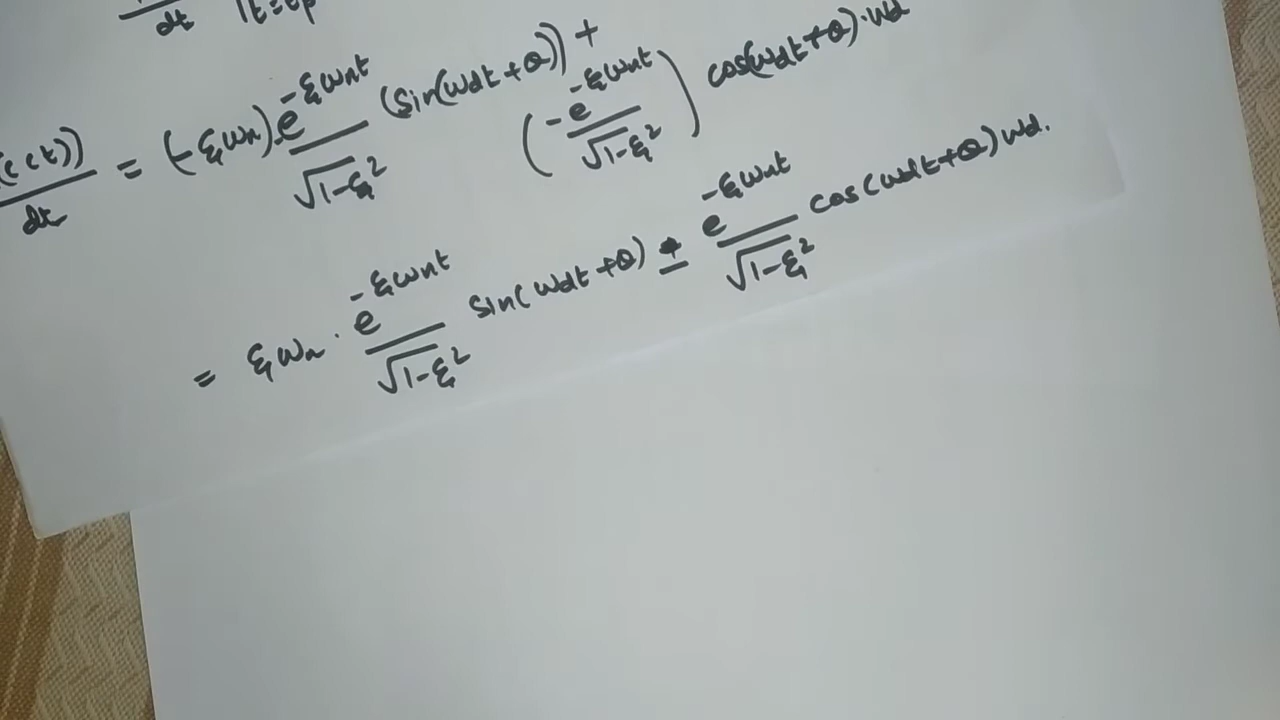 dt |t=tp
(c(t))/dt = (-ξωn).e^-ξωnt/√1-ξ² (sin(ωdt+θ)) + (-e^-ξωnt/√1-ξ²) cos(ωdt+θ).ωd
= ξωn . e^-ξωnt/√1-ξ² sin(ωdt+θ) - e^-ξωnt/√1-ξ² cos(ωdt+θ)ωd.